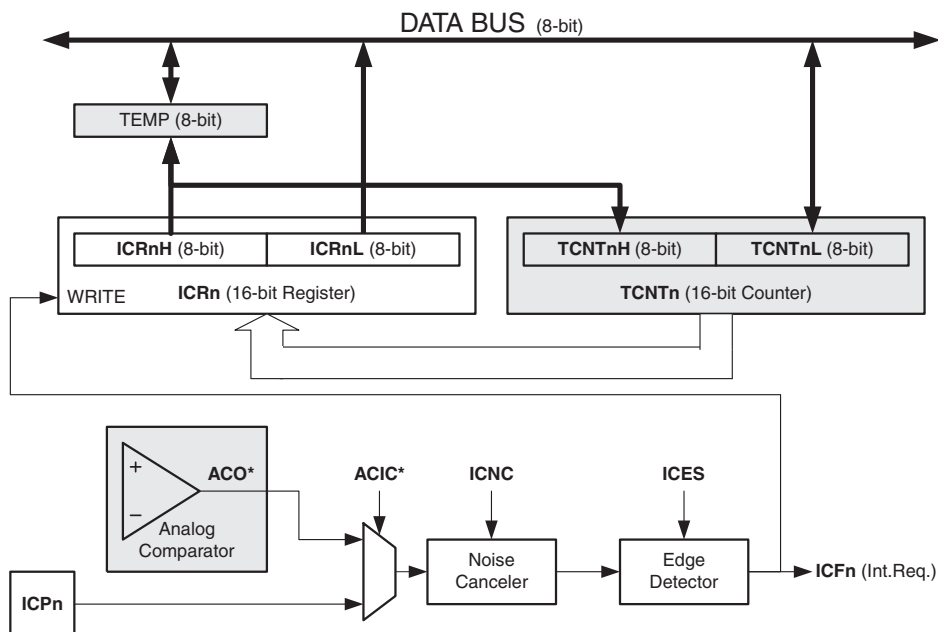 DATA BUS (8-bit)
TEMP (8-bit)
ICRnH (8-bit)
ICRnL (8-bit)
TCNTnH (8-bit)
TCNTnL (8-bit)
WRITE
ICRn (16-bit Register)
TCNTn (16-bit Counter)
+
−
ACO*
Analog
Comparator
ACIC*
ICNC
ICES
Noise
Canceler
Edge
Detector
ICFn (Int.Req.)
ICPn